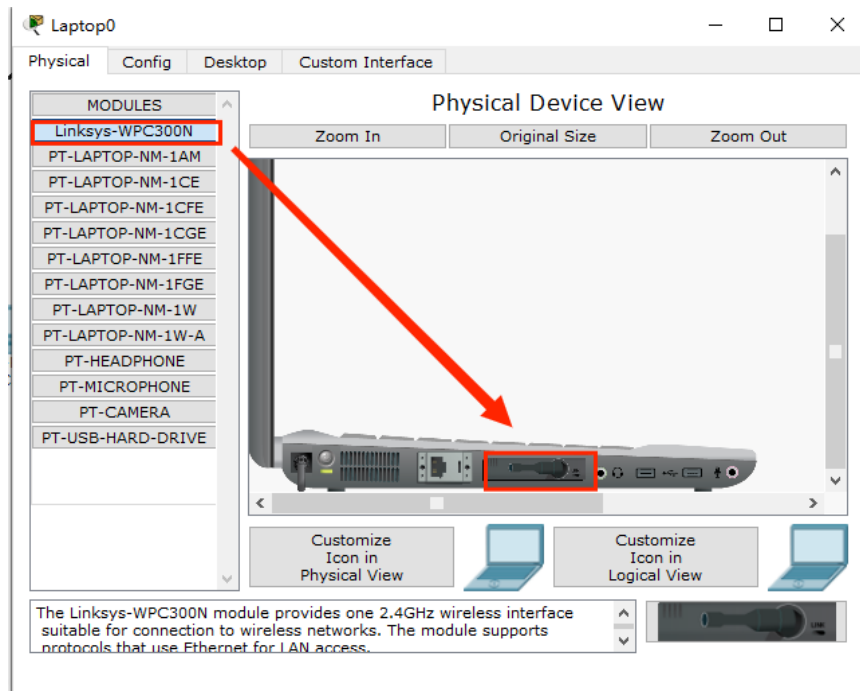 Laptop0
Physical Config Desktop Custom Interface
MODULES
Linksys-WPC300N
PT-LAPTOP-NM-1AM
PT-LAPTOP-NM-1CE
PT-LAPTOP-NM-1CFE
PT-LAPTOP-NM-1CGE
PT-LAPTOP-NM-1FFE
PT-LAPTOP-NM-1FGE
PT-LAPTOP-NM-1W
PT-LAPTOP-NM-1W-A
PT-HEADPHONE
PT-MICROPHONE
PT-CAMERA
PT-USB-HARD-DRIVE
Physical Device View
Zoom In Original Size Zoom Out
Customize
Icon in
Physical View
Customize
Icon in
Logical View
The Linksys-WPC300N module provides one 2.4GHz wireless interface
suitable for connection to wireless networks. The module supports
protocols that use Ethernet for LAN access.
LINK